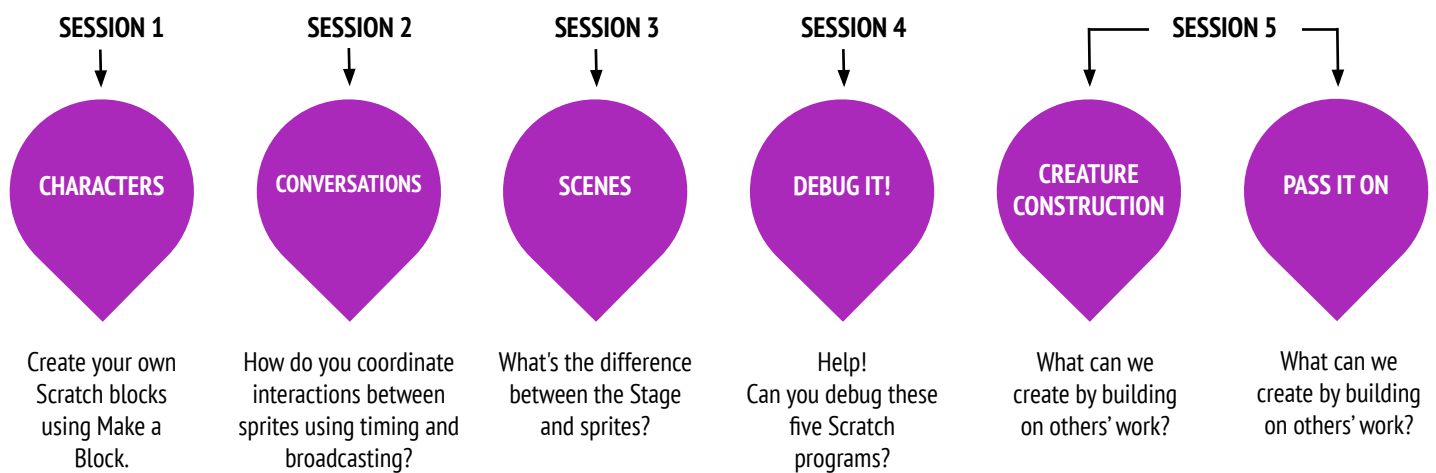 SESSION 1
SESSION 2
SESSION 3
SESSION 4
SESSION 5
CHARACTERS
CONVERSATIONS
SCENES
DEBUG IT!
CREATURE
CONSTRUCTION
PASS IT ON
Create your own
Scratch blocks
using Make a
Block.
How do you coordinate
interactions between
sprites using timing and
broadcasting?
What's the difference
between the Stage
and sprites?
Help!
Can you debug these
five Scratch
programs?
What can we
create by building
on others’ work?
What can we
create by building
on others’ work?